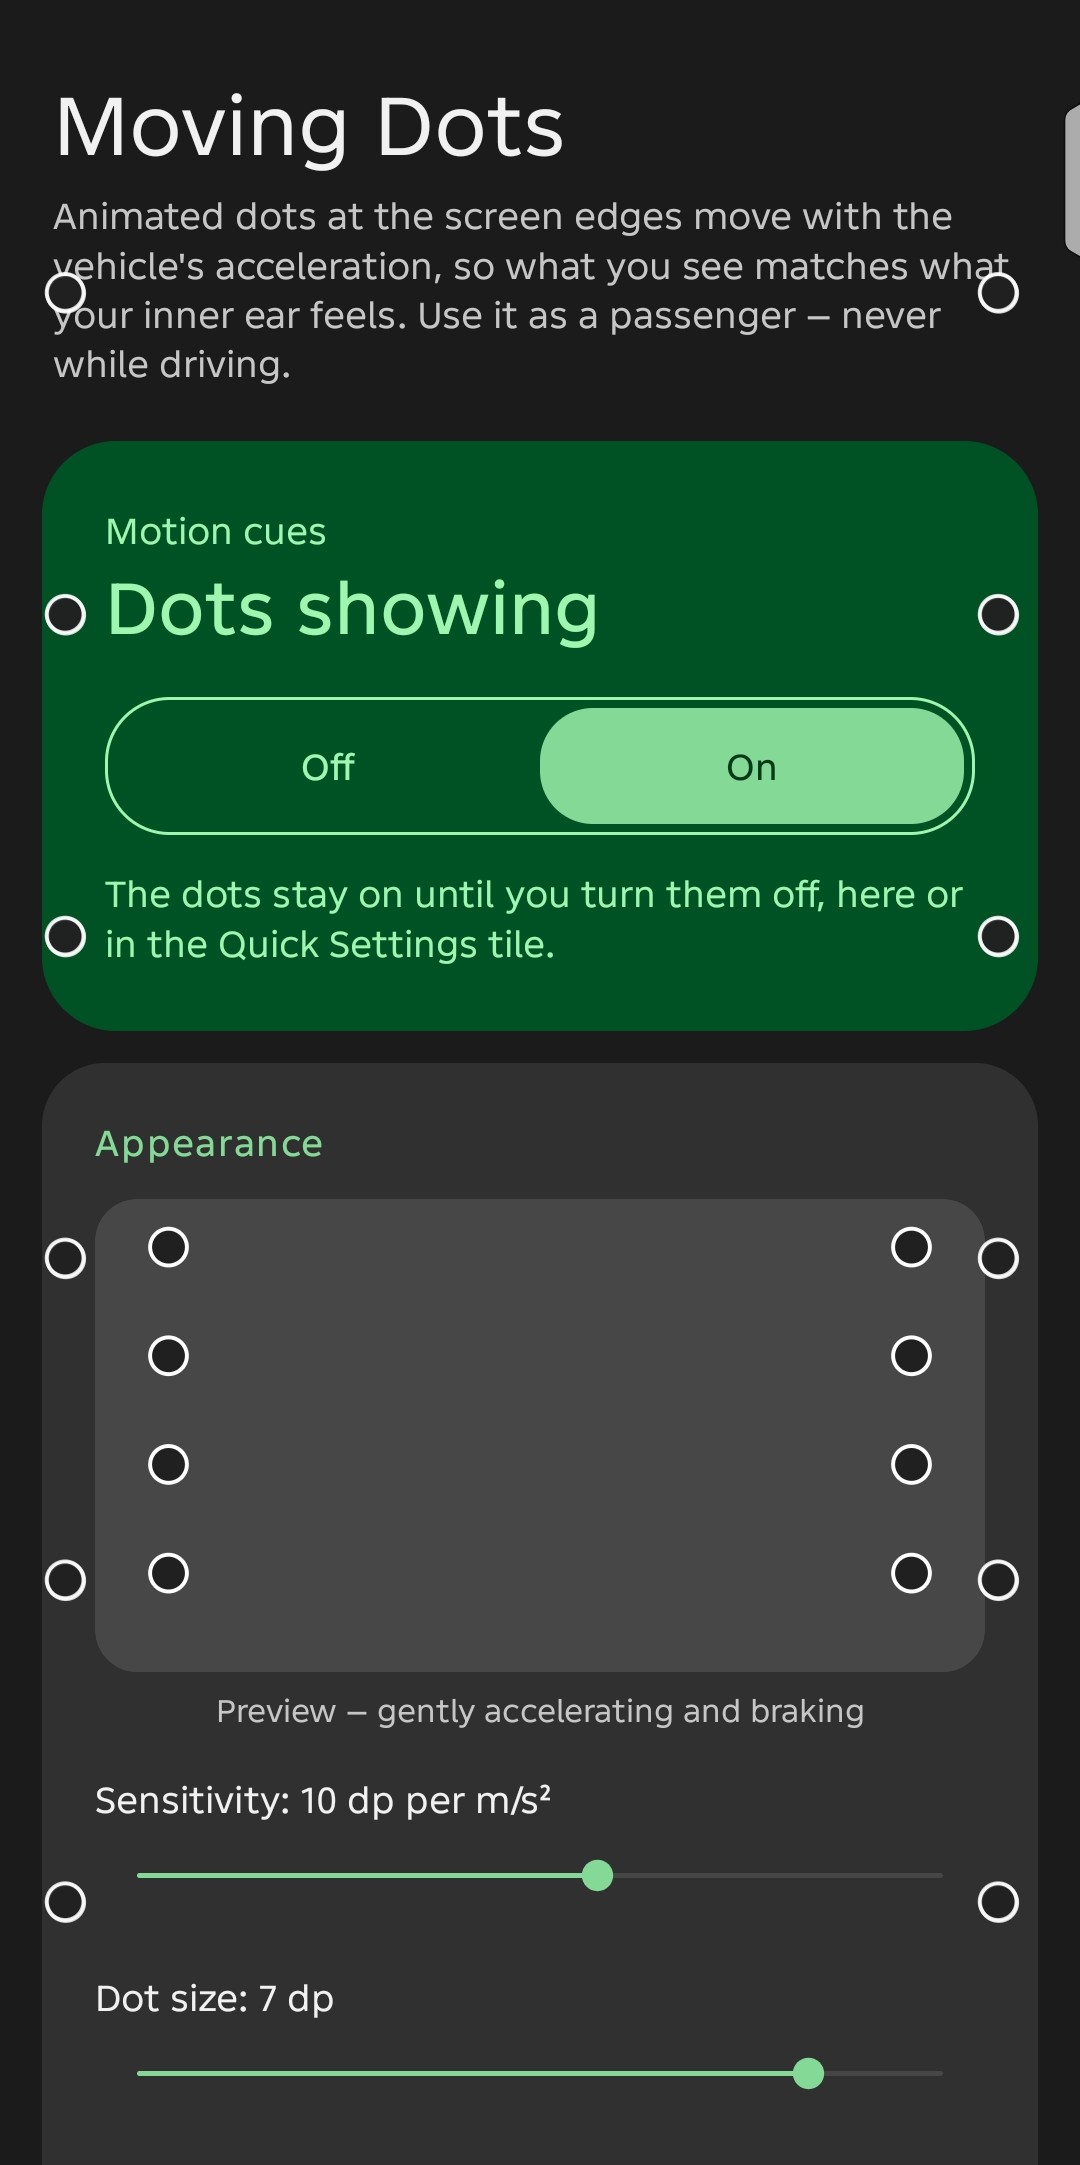 Moving Dots
Animated dots at the screen edges move with the
vehicle's acceleration, so what you see matches what
your inner ear feels. Use it as a passenger – never
while driving.
Motion cues
Dots showing
Off
On
The dots stay on until you turn them off, here or
in the Quick Settings tile.
Appearance
Preview – gently accelerating and braking
Sensitivity: 10 dp per m/s²
Dot size: 7 dp